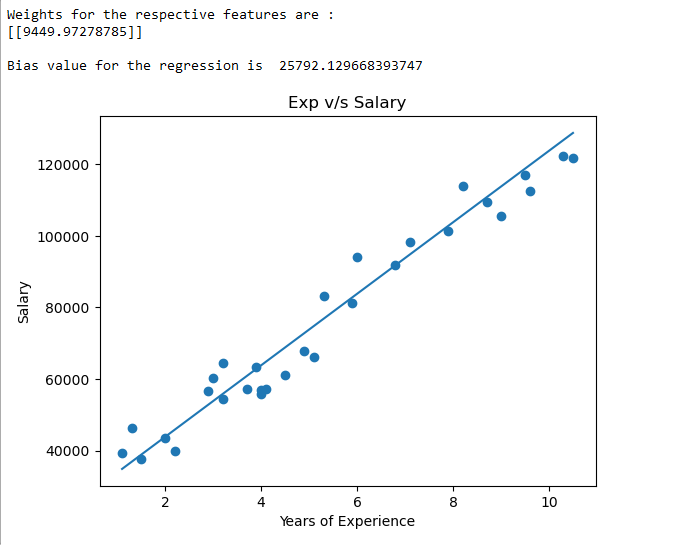 Weights for the respective features are :
[[9449.97278785]]
Bias value for the regression is  25792.129668393747
Exp v/s Salary
120000
100000
80000
60000
40000
Salary
2 4 6 8 10
Years of Experience